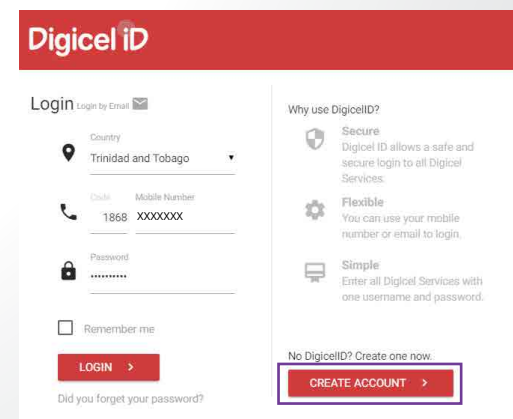 Digicel iD
Login Login by Email
Country
Trinidad and Tobago
Code Mobile Number
1868 XXXXXXX
Password
••••••••••
Remember me
LOGIN >
Did you forget your password?
Why use DigicelID?
Secure
Digicel ID allows a safe and
secure login to all Digicel
Services.
Flexible
You can use your mobile
number or email to login.
Simple
Enter all Digicel Services with
one username and password.
No DigicelID? Create one now.
CREATE ACCOUNT >